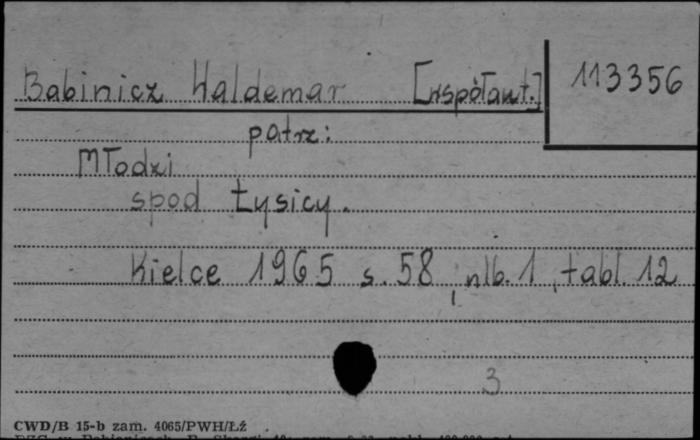 Babinicz Waldemar [współaut.] 113356
patrz:
Młodzi
spod Łysicy.
Kielce 1965 s. 58, nlb. 1, tabl. 12
3
CWD/B 15-b zam. 4065/PWH/Łż